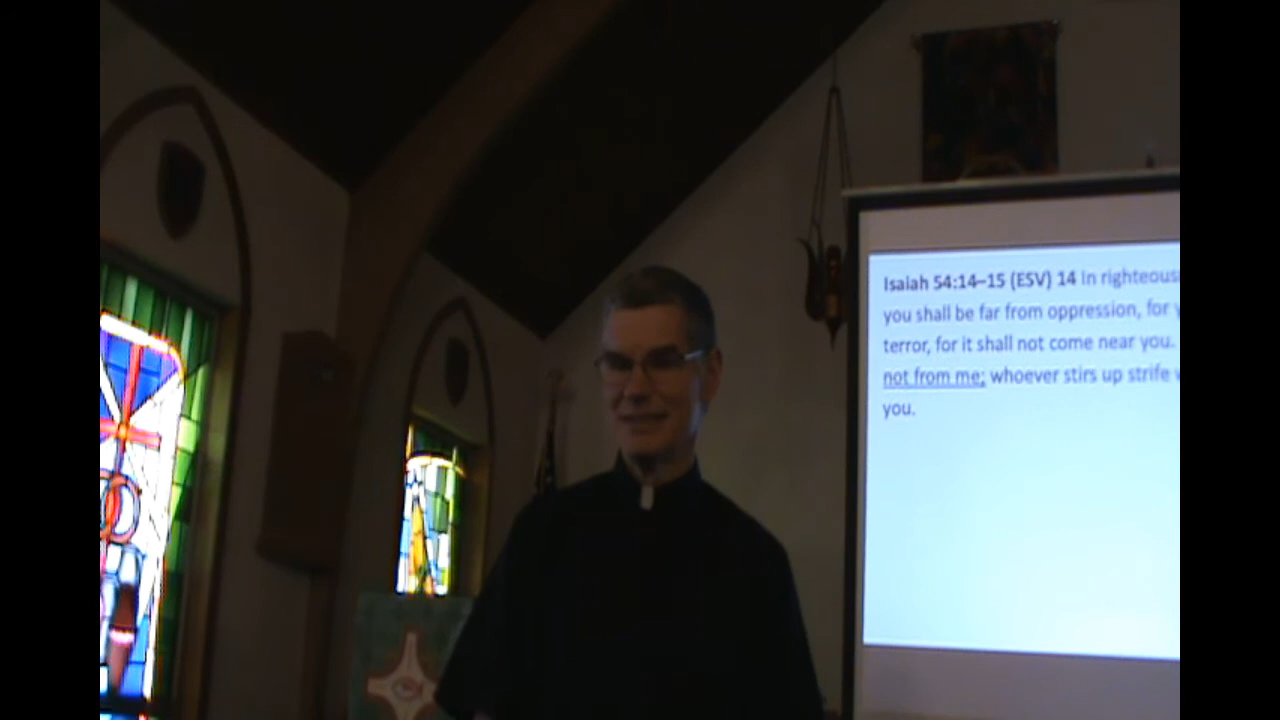 Isaiah 54:14–15 (ESV) 14 In
you shall be far from oppression, for
terror, for it shall not come near you.
not from me; whoever stirs up strife
you.